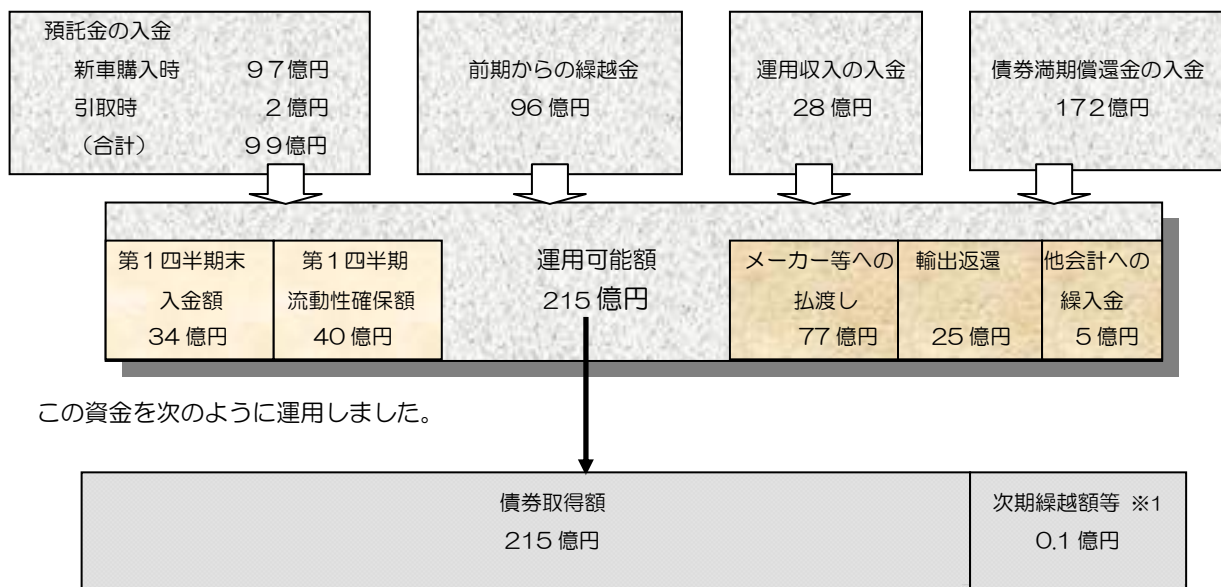 預託金の入金
新車購入時 97億円
引取時 2億円
（合計） 99億円
前期からの繰越金
96億円
運用収入の入金
28億円
債券満期償還金の入金
172億円
第1四半期末
入金額
34億円
第1四半期
流動性確保額
40億円
運用可能額
215億円
メーカー等への
払渡し
77億円
輸出返還
25億円
他会計への
繰入金
5億円
この資金を次のように運用しました。
債券取得額
215億円
次期繰越額等 ※1
0.1億円